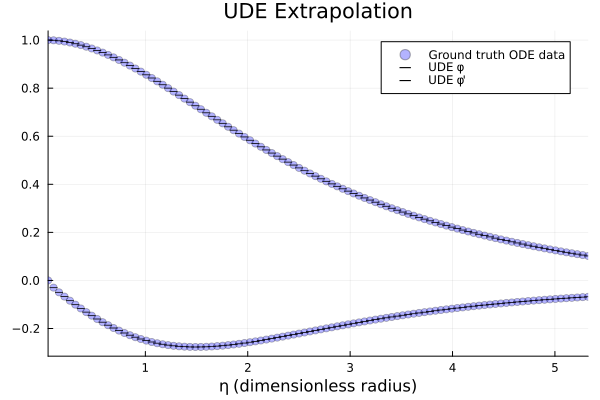 UDE Extrapolation
1.0
0.8
0.6
0.4
0.2
0.0
−0.2
Ground truth ODE data
UDE φ
UDE φ'
1 2 3 4 5
η (dimensionless radius)